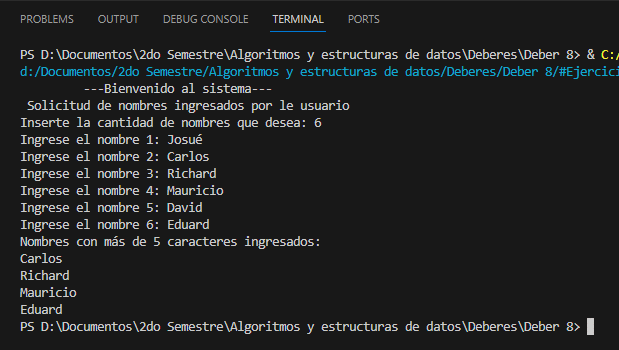 PROBLEMS OUTPUT DEBUG CONSOLE TERMINAL PORTS
PS D:\Documentos\2do Semestre\Algoritmos y estructuras de datos\Deberes\Deber 8> & C:/
d:/Documentos/2do Semestre/Algoritmos y estructuras de datos/Deberes/Deber 8/#Ejercici
---Bienvenido al sistema---
Solicitud de nombres ingresados por le usuario
Inserte la cantidad de nombres que desea: 6
Ingrese el nombre 1: Josué
Ingrese el nombre 2: Carlos
Ingrese el nombre 3: Richard
Ingrese el nombre 4: Mauricio
Ingrese el nombre 5: David
Ingrese el nombre 6: Eduard
Nombres con más de 5 caracteres ingresados:
Carlos
Richard
Mauricio
Eduard
PS D:\Documentos\2do Semestre\Algoritmos y estructuras de datos\Deberes\Deber 8>